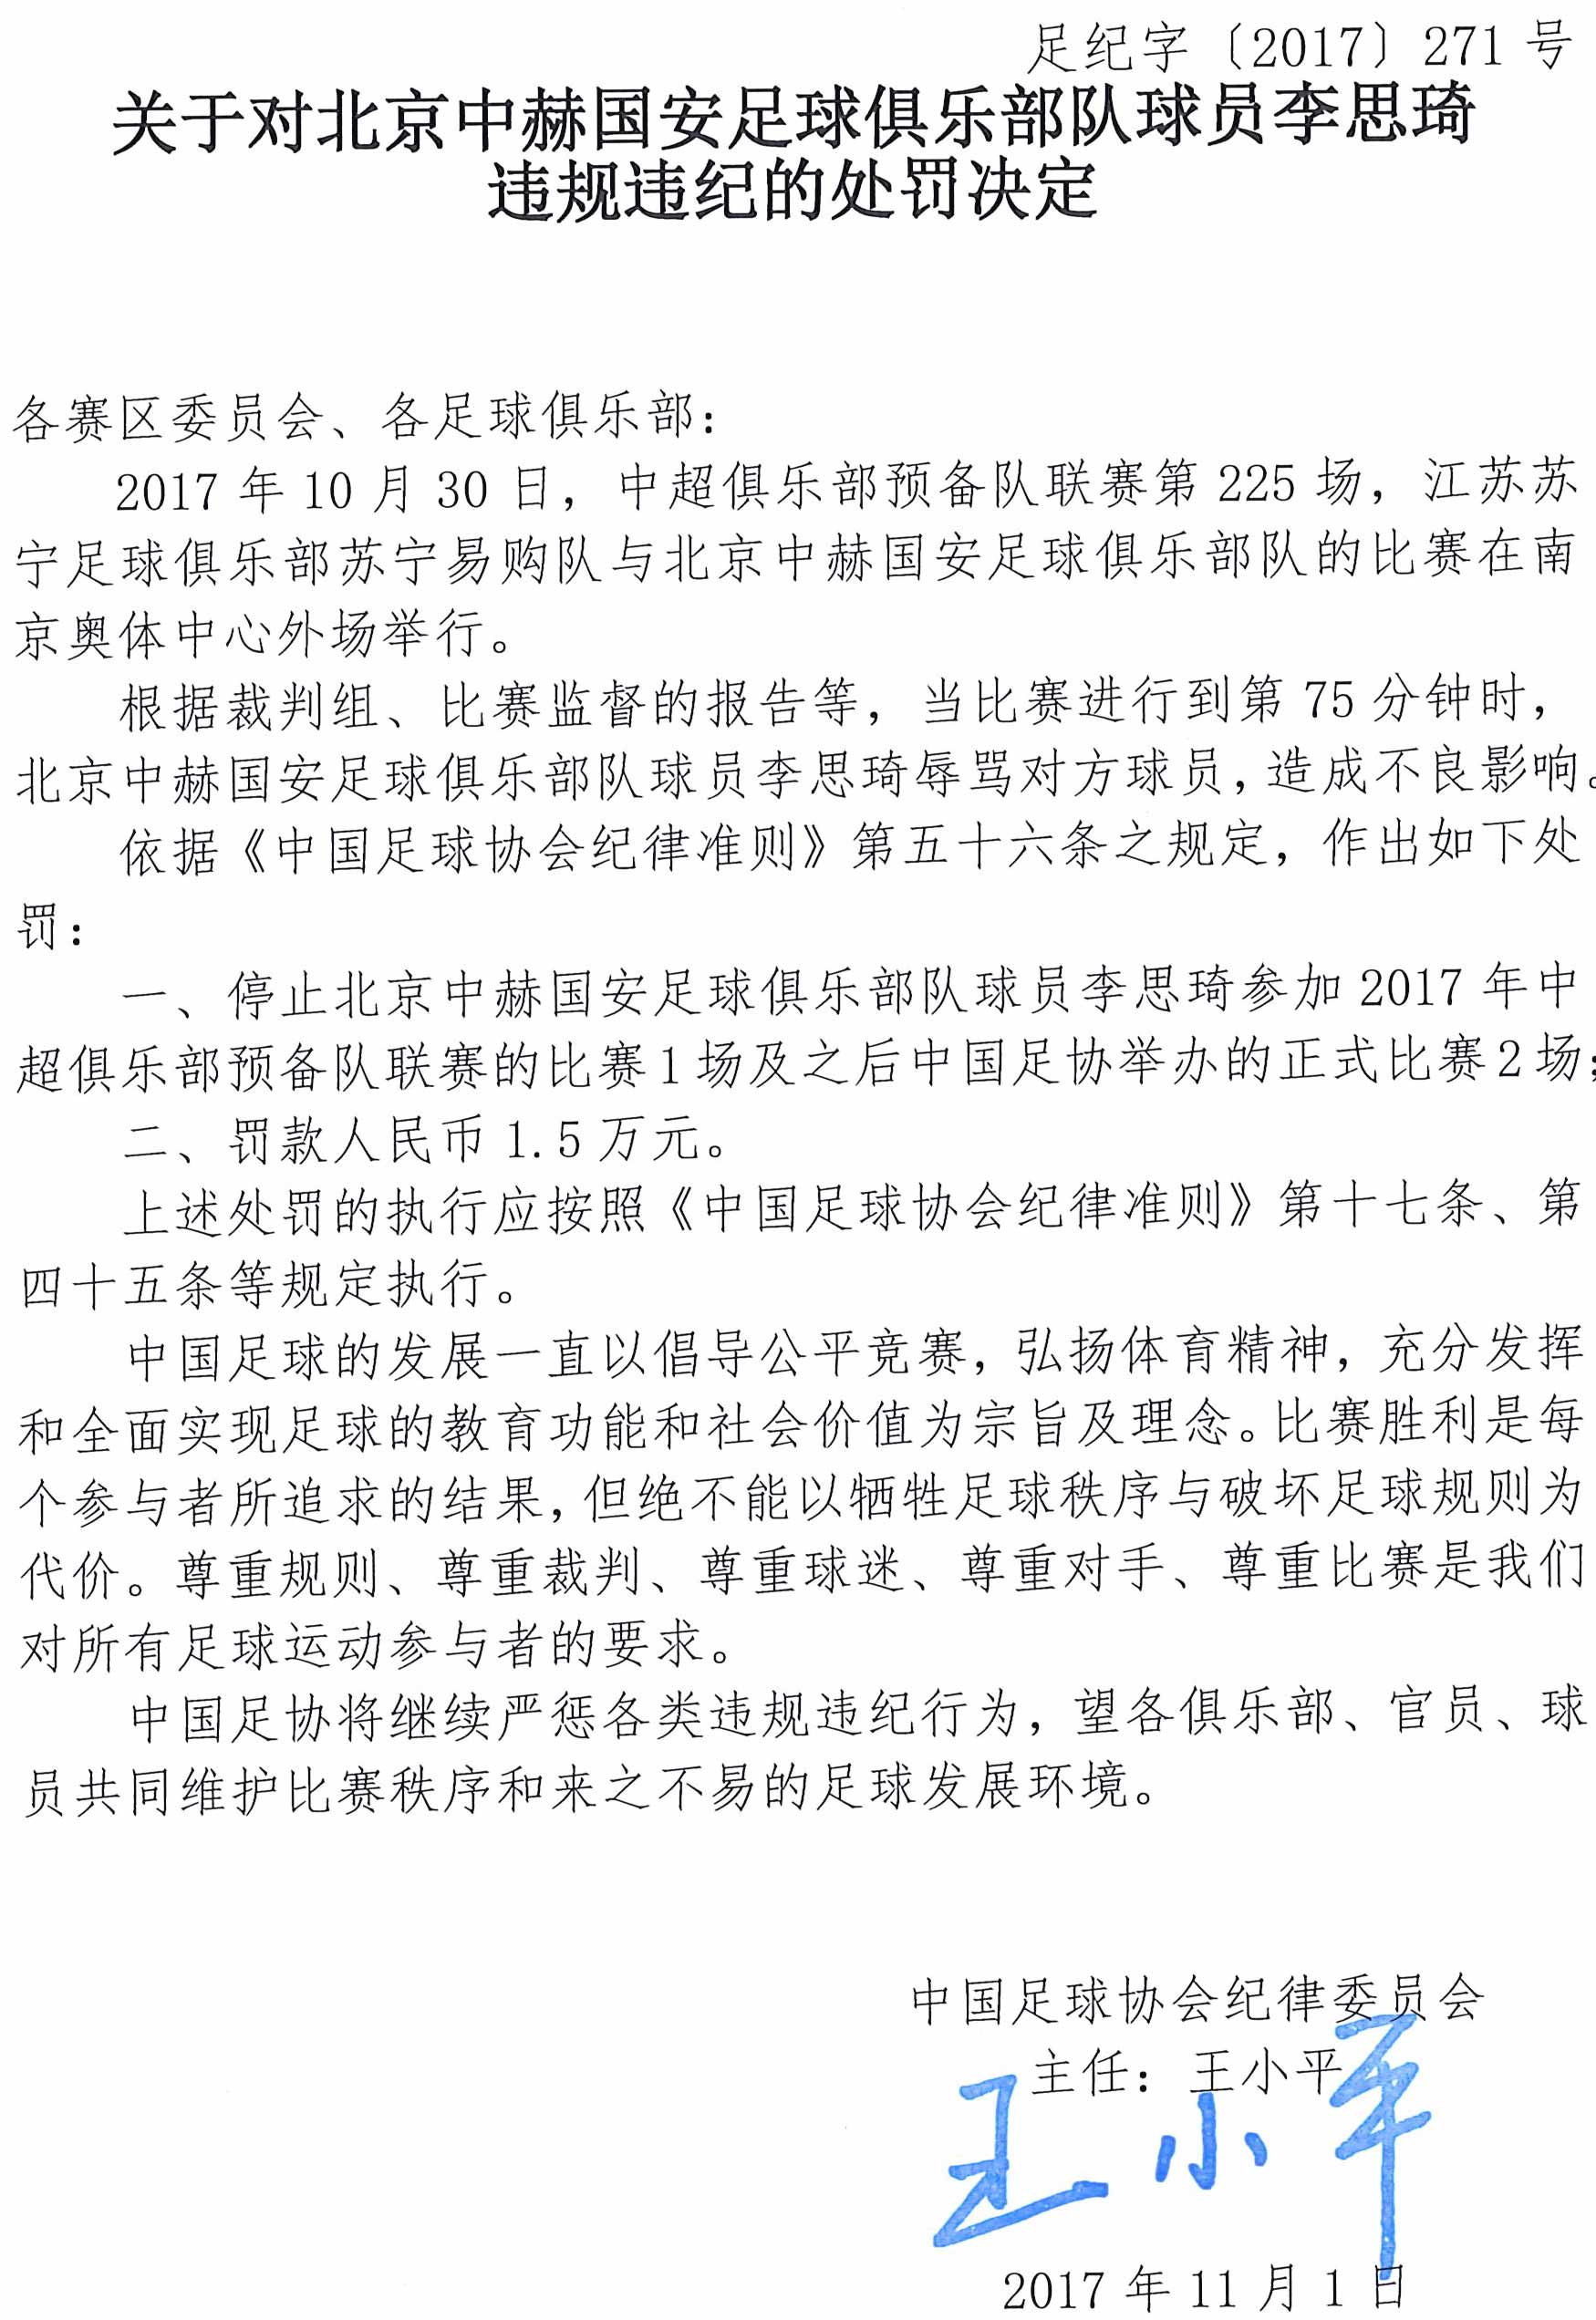 足纪字〔2017〕271 号
关于对北京中赫国安足球俱乐部队球员李思琦
违规违纪的处罚决定
各赛区委员会、各足球俱乐部：
2017 年 10 月 30 日，中超俱乐部预备队联赛第 225 场，江苏苏
宁足球俱乐部苏宁易购队与北京中赫国安足球俱乐部队的比赛在南
京奥体中心外场举行。
根据裁判组、比赛监督的报告等，当比赛进行到第 75 分钟时，
北京中赫国安足球俱乐部队球员李思琦辱骂对方球员，造成不良影响。
依据《中国足球协会纪律准则》第五十六条之规定，作出如下处
罚：
一、停止北京中赫国安足球俱乐部队球员李思琦参加 2017 年中
超俱乐部预备队联赛的比赛 1 场及之后中国足协举办的正式比赛 2 场；
二、罚款人民币 1.5 万元。
上述处罚的执行应按照《中国足球协会纪律准则》第十七条、第
四十五条等规定执行。
中国足球的发展一直以倡导公平竞赛，弘扬体育精神，充分发挥
和全面实现足球的教育功能和社会价值为宗旨及理念。比赛胜利是每
个参与者所追求的结果，但绝不能以牺牲足球秩序与破坏足球规则为
代价。尊重规则、尊重裁判、尊重球迷、尊重对手、尊重比赛是我们
对所有足球运动参与者的要求。
中国足协将继续严惩各类违规违纪行为，望各俱乐部、官员、球
员共同维护比赛秩序和来之不易的足球发展环境。
中国足球协会纪律委员会
主任：王小平
王小平
2017 年 11 月 1 日